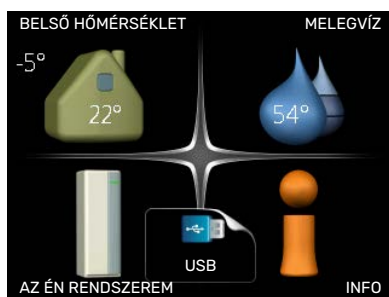 BELSŐ HŐMÉRSÉKLET
MELEGVÍZ
-5°
22°
54°
USB
AZ ÉN RENDSZEREM
INFO